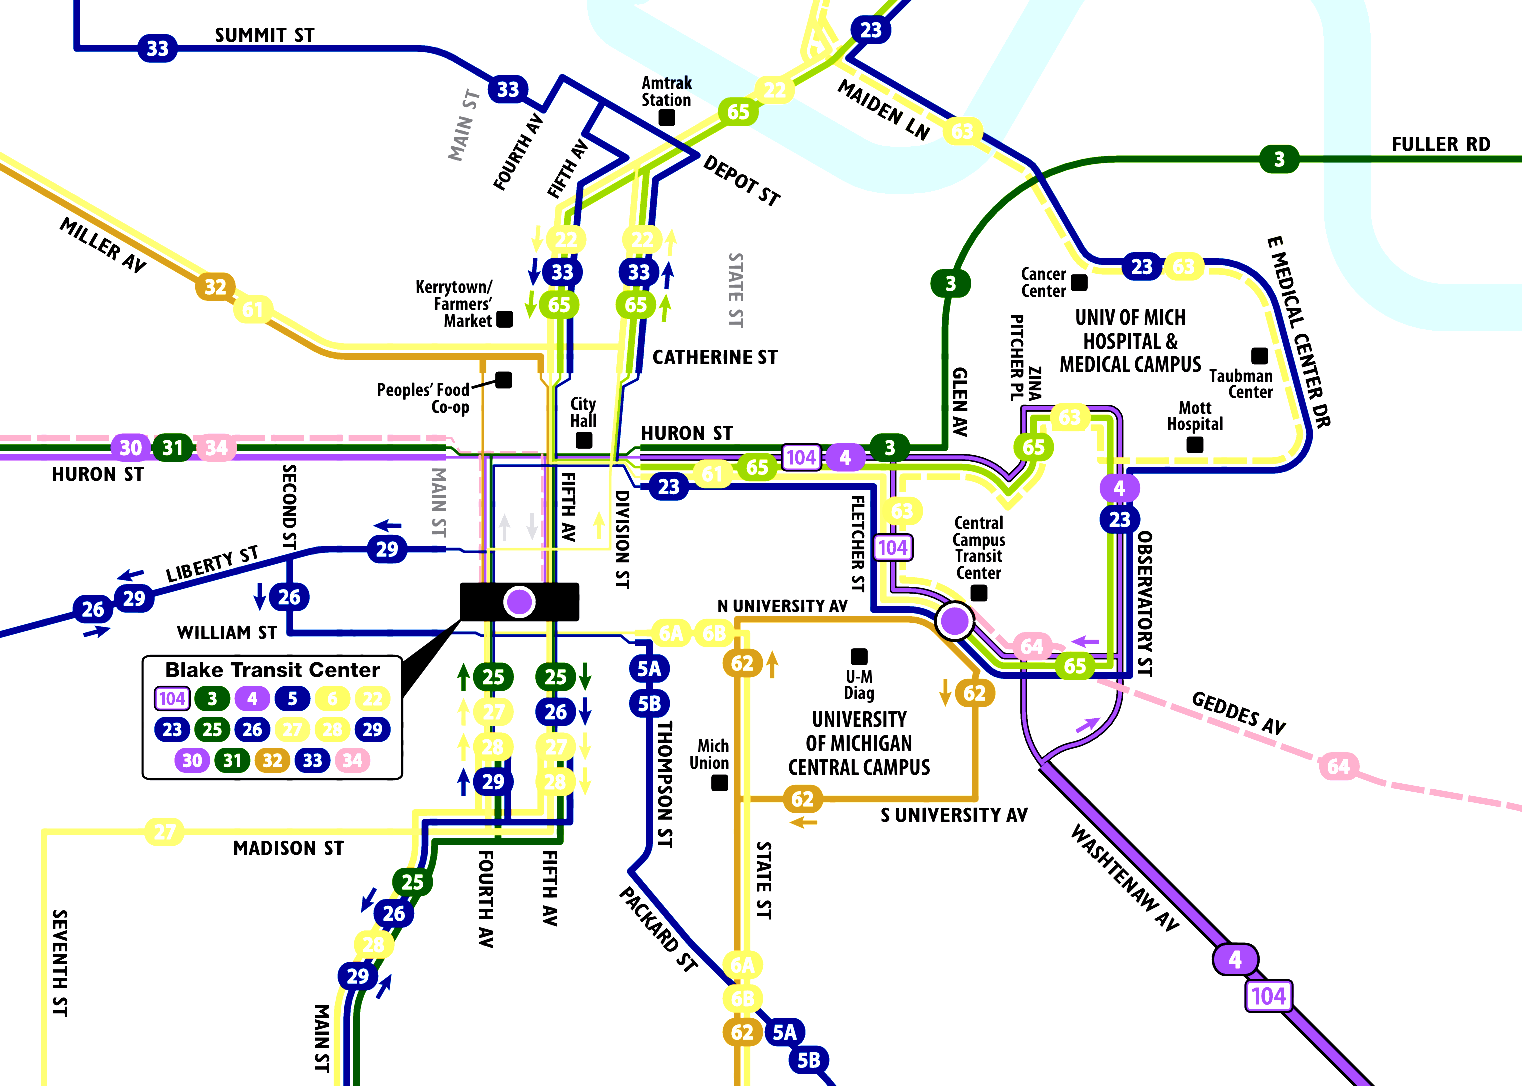 23
33
SUMMIT ST
33
Amtrak
Station
22
65
MAIDEN LN
63
MAIN ST
FOURTH AV
FIFTH AV
DEPOT ST
FULLER RD
3
MILLER AV
32
61
22
22
33
33
65
65
STATE ST
Kerrytown/
Farmers'
Market
3
Cancer
Center
23
63
E MEDICAL CENTER DR
UNIV OF MICH
HOSPITAL &
MEDICAL CAMPUS
PITCHER PL
ZINA
Taubman
Center
Mott
Hospital
CATHERINE ST
Peoples' Food
Co-op
City
Hall
GLEN AV
63
65
HURON ST
30
31
34
HURON ST
104
4
3
61
65
23
4
23
SECOND ST
MAIN ST
FIFTH AV
DIVISION ST
FLETCHER ST
63
104
Central
Campus
Transit
Center
OBSERVATORY ST
29
LIBERTY ST
29
26
26
WILLIAM ST
N UNIVERSITY AV
6A
6B
62
64
65
GEDDES AV
64
Blake Transit Center
104
3
4
5
6
22
23
25
26
27
28
29
30
31
32
33
34
5A
5B
25
25
27
26
28
27
29
28
THOMPSON ST
U-M
Diag
62
UNIVERSITY
OF MICHIGAN
CENTRAL CAMPUS
Mich
Union
62
S UNIVERSITY AV
27
MADISON ST
FOURTH AV
FIFTH AV
STATE ST
WASHTENAW AV
25
26
28
29
PACKARD ST
SEVENTH ST
MAIN ST
6A
6B
62
5A
5B
4
104